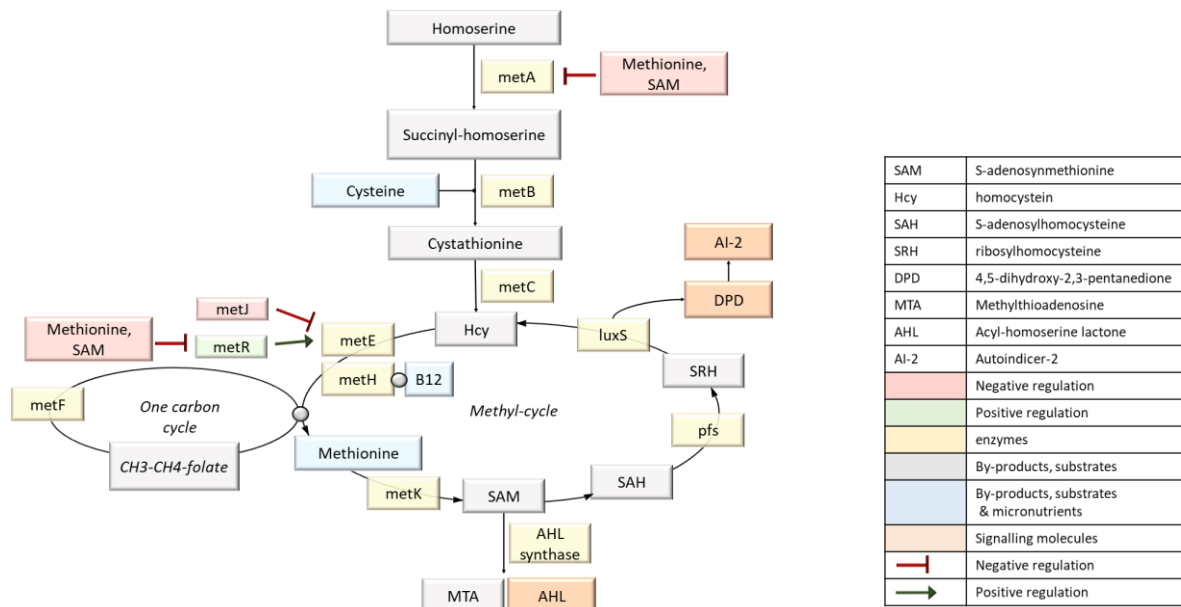 Homoserine
metA
Methionine,
SAM
Succinyl-homoserine
Cysteine
metB
Cystathionine
metC
AI-2
DPD
metJ
Methionine,
SAM
metR
metE
Hcy
luxS
metH
B12
SRH
metF
One carbon
cycle
Methyl-cycle
pfs
CH3-CH4-folate
Methionine
metK
SAM
SAH
AHL
synthase
MTA
AHL
SAM S-adenosynmethionine
Hcy homocystein
SAH S-adenosylhomocysteine
SRH ribosylhomocysteine
DPD 4,5-dihydroxy-2,3-pentanedione
MTA Methylthioadenosine
AHL Acyl-homoserine lactone
AI-2 Autoindicer-2
Negative regulation
Positive regulation
enzymes
By-products, substrates
By-products, substrates
& micronutrients
Signalling molecules
Negative regulation
Positive regulation